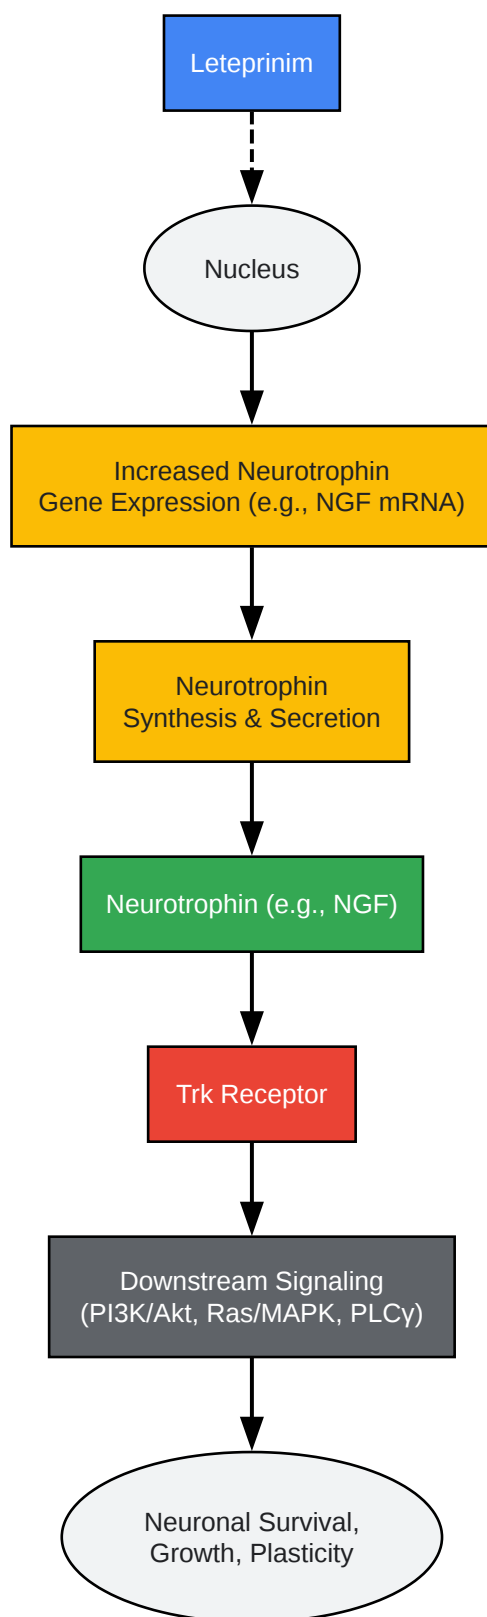 Leteprinim
Nucleus
Increased Neurotrophin
Gene Expression (e.g., NGF mRNA)
Neurotrophin
Synthesis & Secretion
Neurotrophin (e.g., NGF)
Trk Receptor
Downstream Signaling
(PI3K/Akt, Ras/MAPK, PLCγ)
Neuronal Survival,
Growth, Plasticity